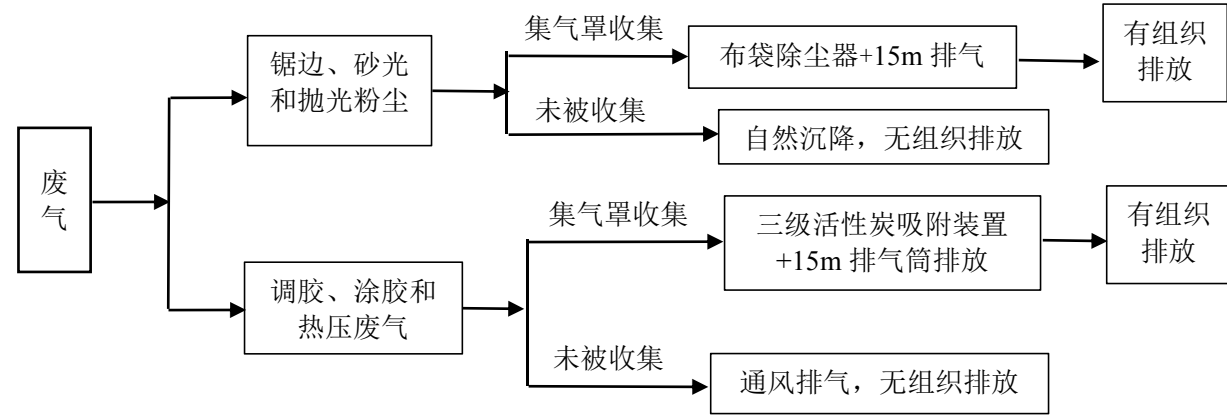 集气罩收集
布袋除尘器+15m 排气
有组织
排放
锯边、砂光
和抛光粉尘
未被收集
自然沉降，无组织排放
废
气
集气罩收集
三级活性炭吸附装置
+15m 排气筒排放
有组织
排放
调胶、涂胶和
热压废气
未被收集
通风排气，无组织排放